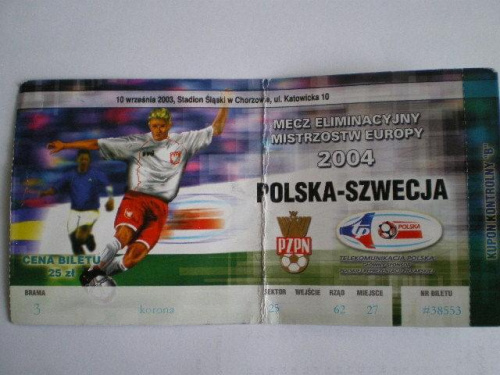 10 września 2003, Stadion Śląski w Chorzowie, ul. Katowicka 10
MECZ ELIMINACYJNY
MISTRZOSTW EUROPY
2004
POLSKA-SZWECJA
PZPN
TP POLSKA
TELEKOMUNIKACJA POLSKA
CENA BILETU
25 zł
BRAMA SEKTOR WEJŚCIE RZĄD MIEJSCE NR BILETU
3 korona 25 62 27 #38553
KUPON KONTROLNY "B"